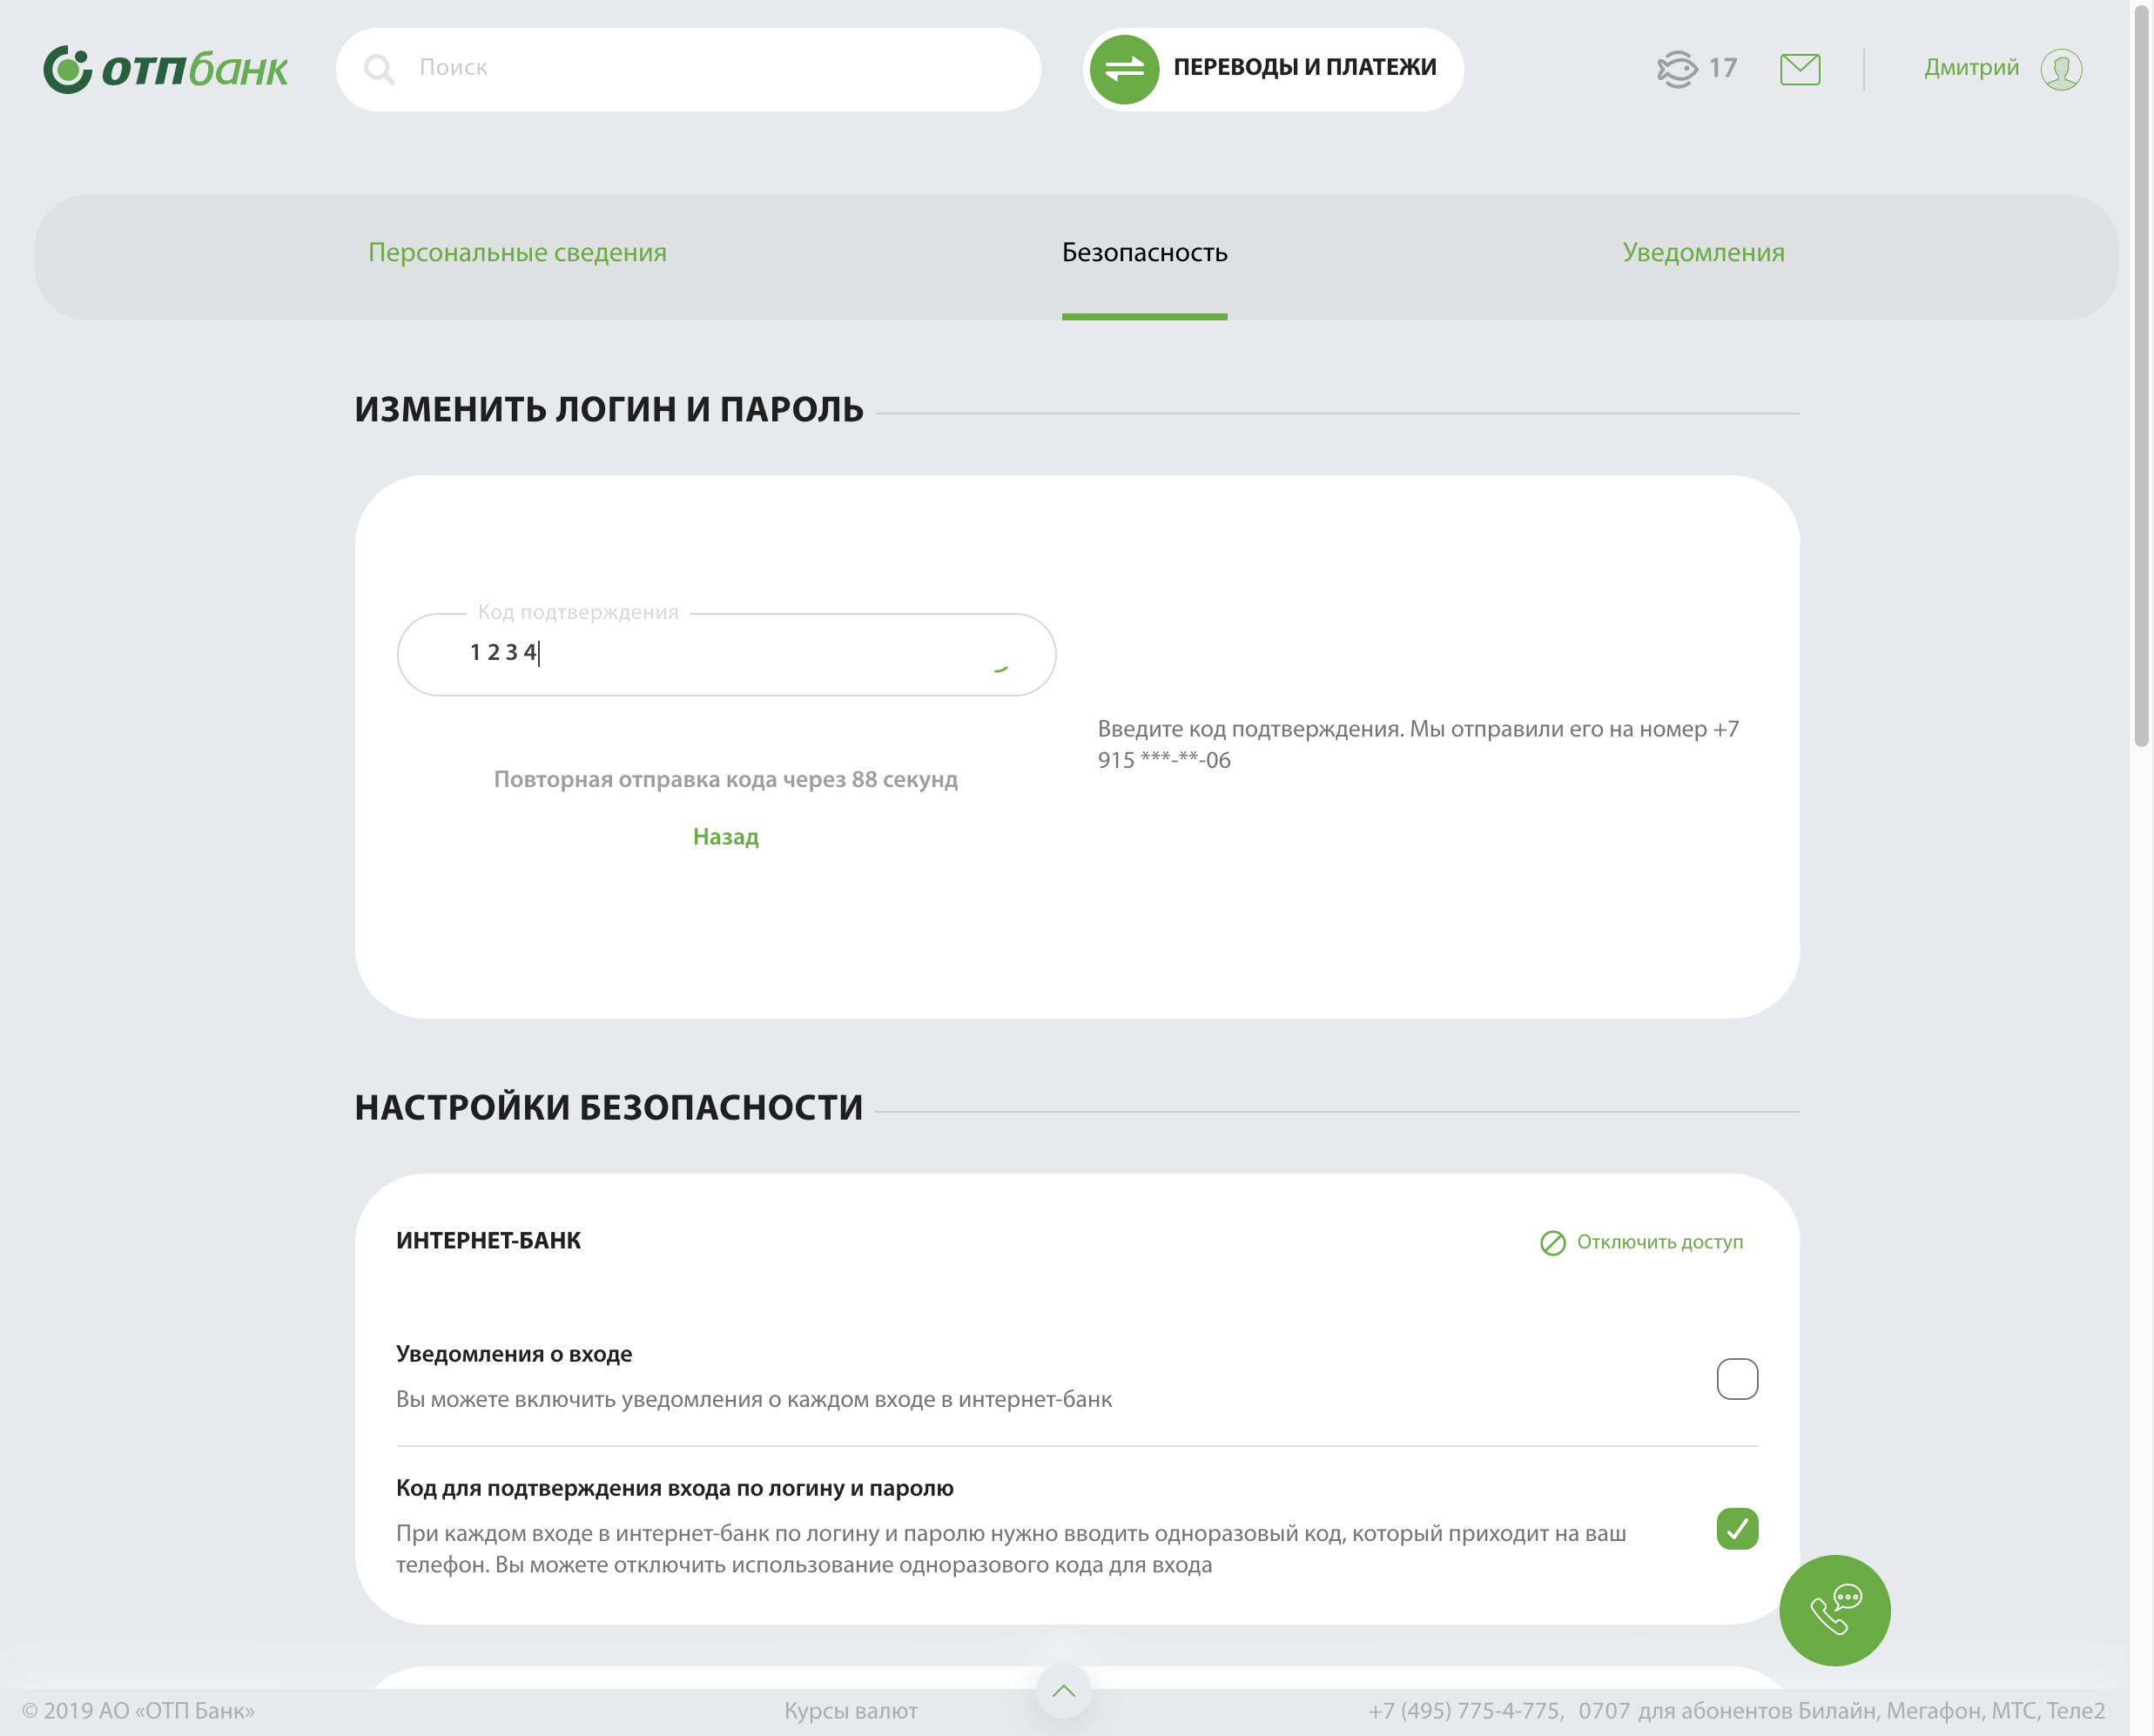 отпбанк
Поиск
ПЕРЕВОДЫ И ПЛАТЕЖИ
17
Дмитрий
Персональные сведения
Безопасность
Уведомления
ИЗМЕНИТЬ ЛОГИН И ПАРОЛЬ
Код подтверждения
1 2 3 4
Введите код подтверждения. Мы отправили его на номер +7
915 ***-**-06
Повторная отправка кода через 88 секунд
Назад
НАСТРОЙКИ БЕЗОПАСНОСТИ
ИНТЕРНЕТ-БАНК
Отключить доступ
Уведомления о входе
Вы можете включить уведомления о каждом входе в интернет-банк
Код для подтверждения входа по логину и паролю
При каждом входе в интернет-банк по логину и паролю нужно вводить одноразовый код, который приходит на ваш
телефон. Вы можете отключить использование одноразового кода для входа
© 2019 АО «ОТП Банк»
Курсы валют
+7 (495) 775-4-775, 0707 для абонентов Билайн, Мегафон, МТС, Теле2